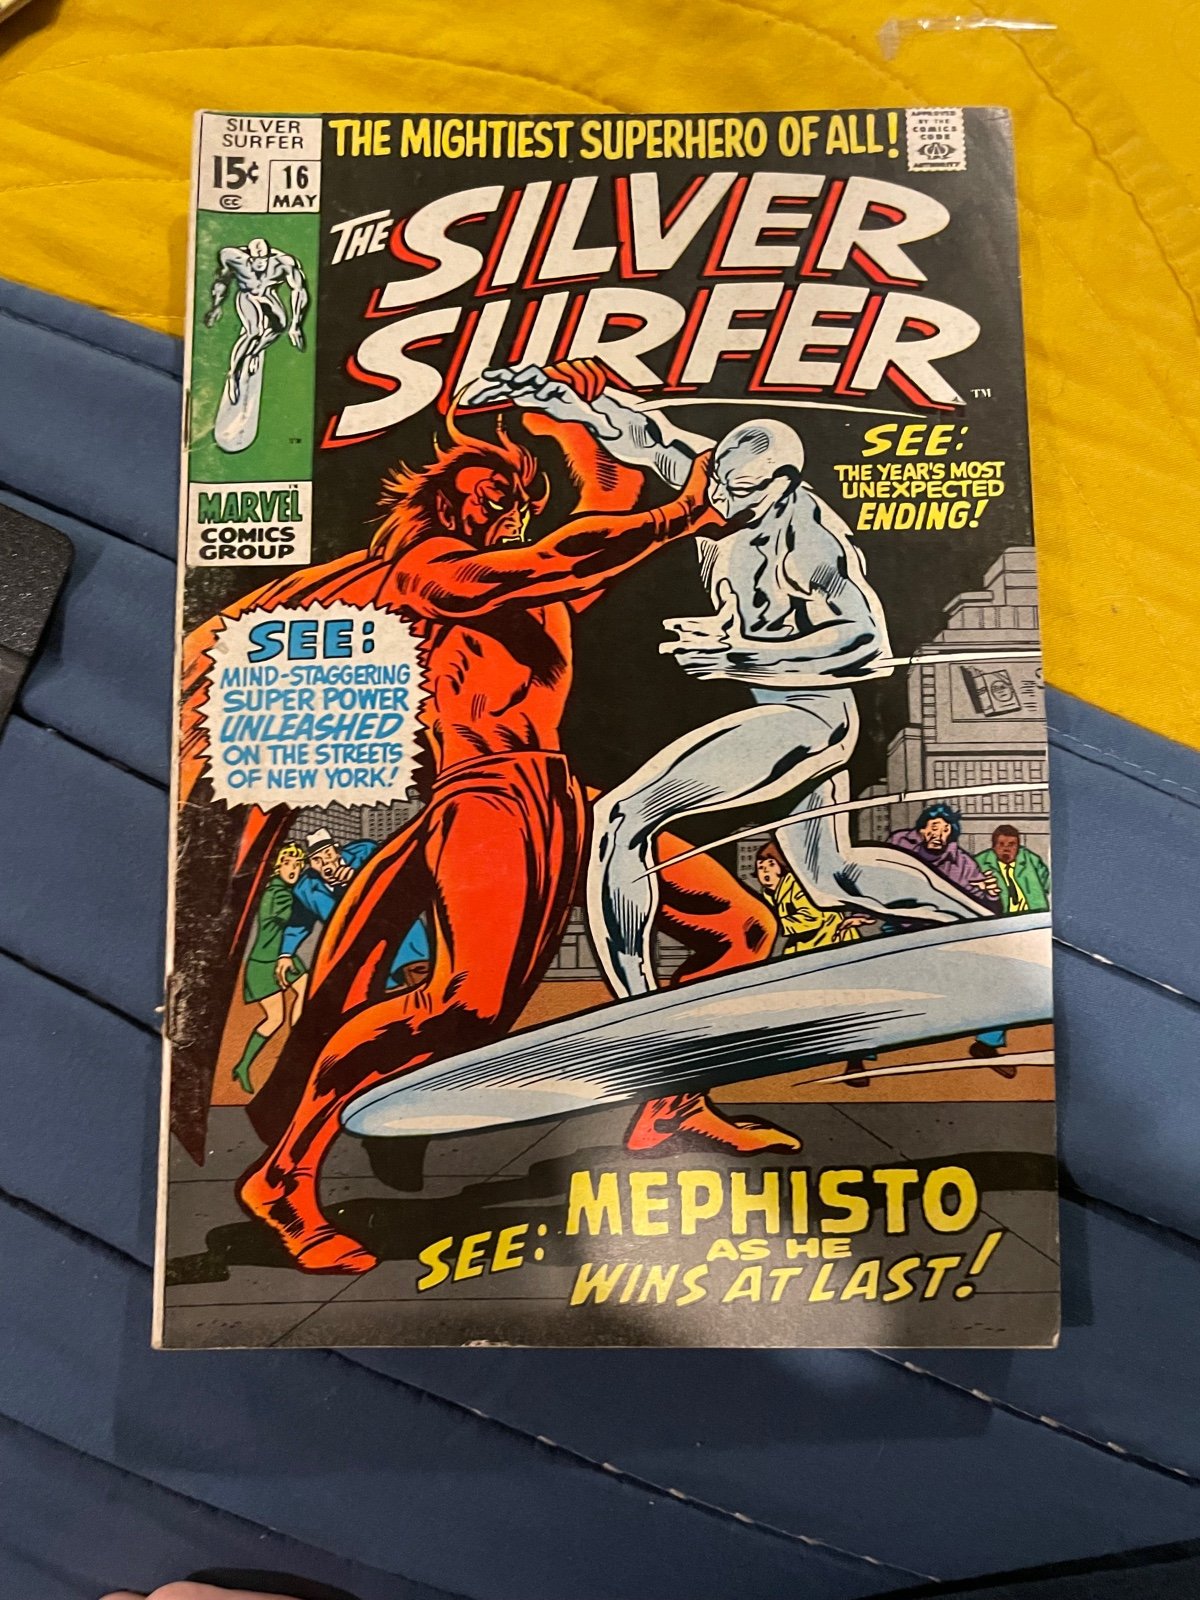 SILVER
SURFER
15¢
CC
16
MAY
THE MIGHTIEST SUPERHERO OF ALL!
APPROVED
BY THE
COMICS
CODE
AUTHORITY
THE SILVER
SURFER
TM
TM
SEE:
THE YEAR'S MOST
UNEXPECTED
ENDING!
MARVEL
COMICS
GROUP
SEE:
MIND-STAGGERING
SUPER POWER
UNLEASHED
ON THE STREETS
OF NEW YORK!
SEE: MEPHISTO
AS HE
WINS AT LAST!